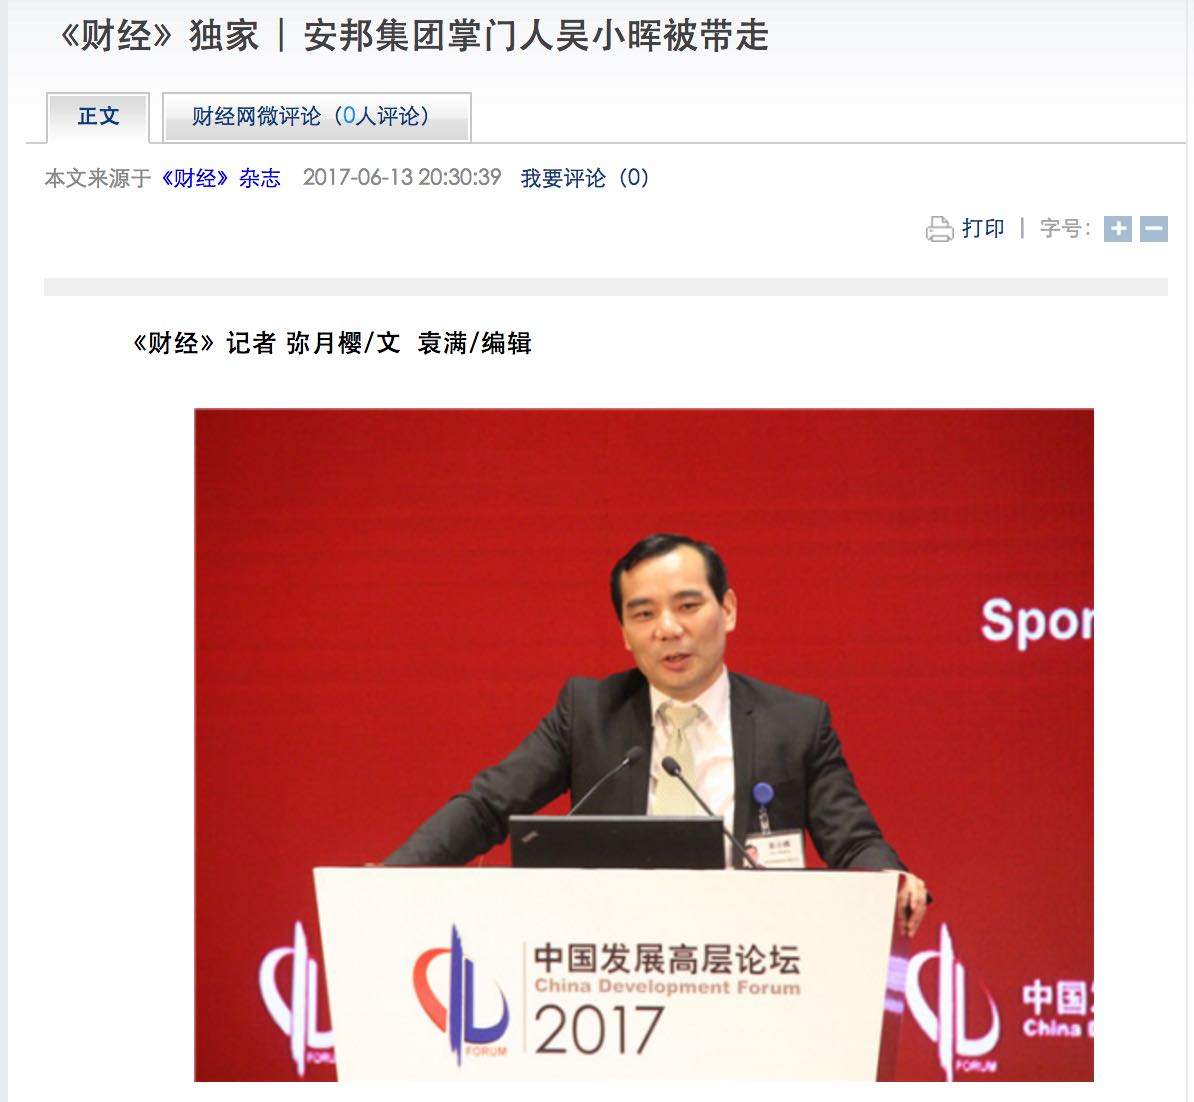 《财经》独家｜安邦集团掌门人吴小晖被带走
正文
财经网微评论（0人评论）
本文来源于《财经》杂志 2017-06-13 20:30:39 我要评论（0）
打印 | 字号： + −
《财经》记者 弥月樱/文 袁满/编辑
Spon
中国发展高层论坛
China Development Forum
2017
FORUM
FORUM
中国发
China D
FORUM